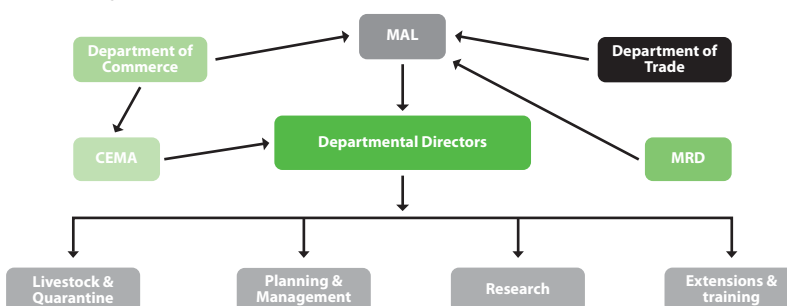 MAL
Department of
Commerce
Department of
Trade
CEMA
Departmental Directors
MRD
Livestock &
Quarantine
Planning &
Management
Research
Extensions &
training